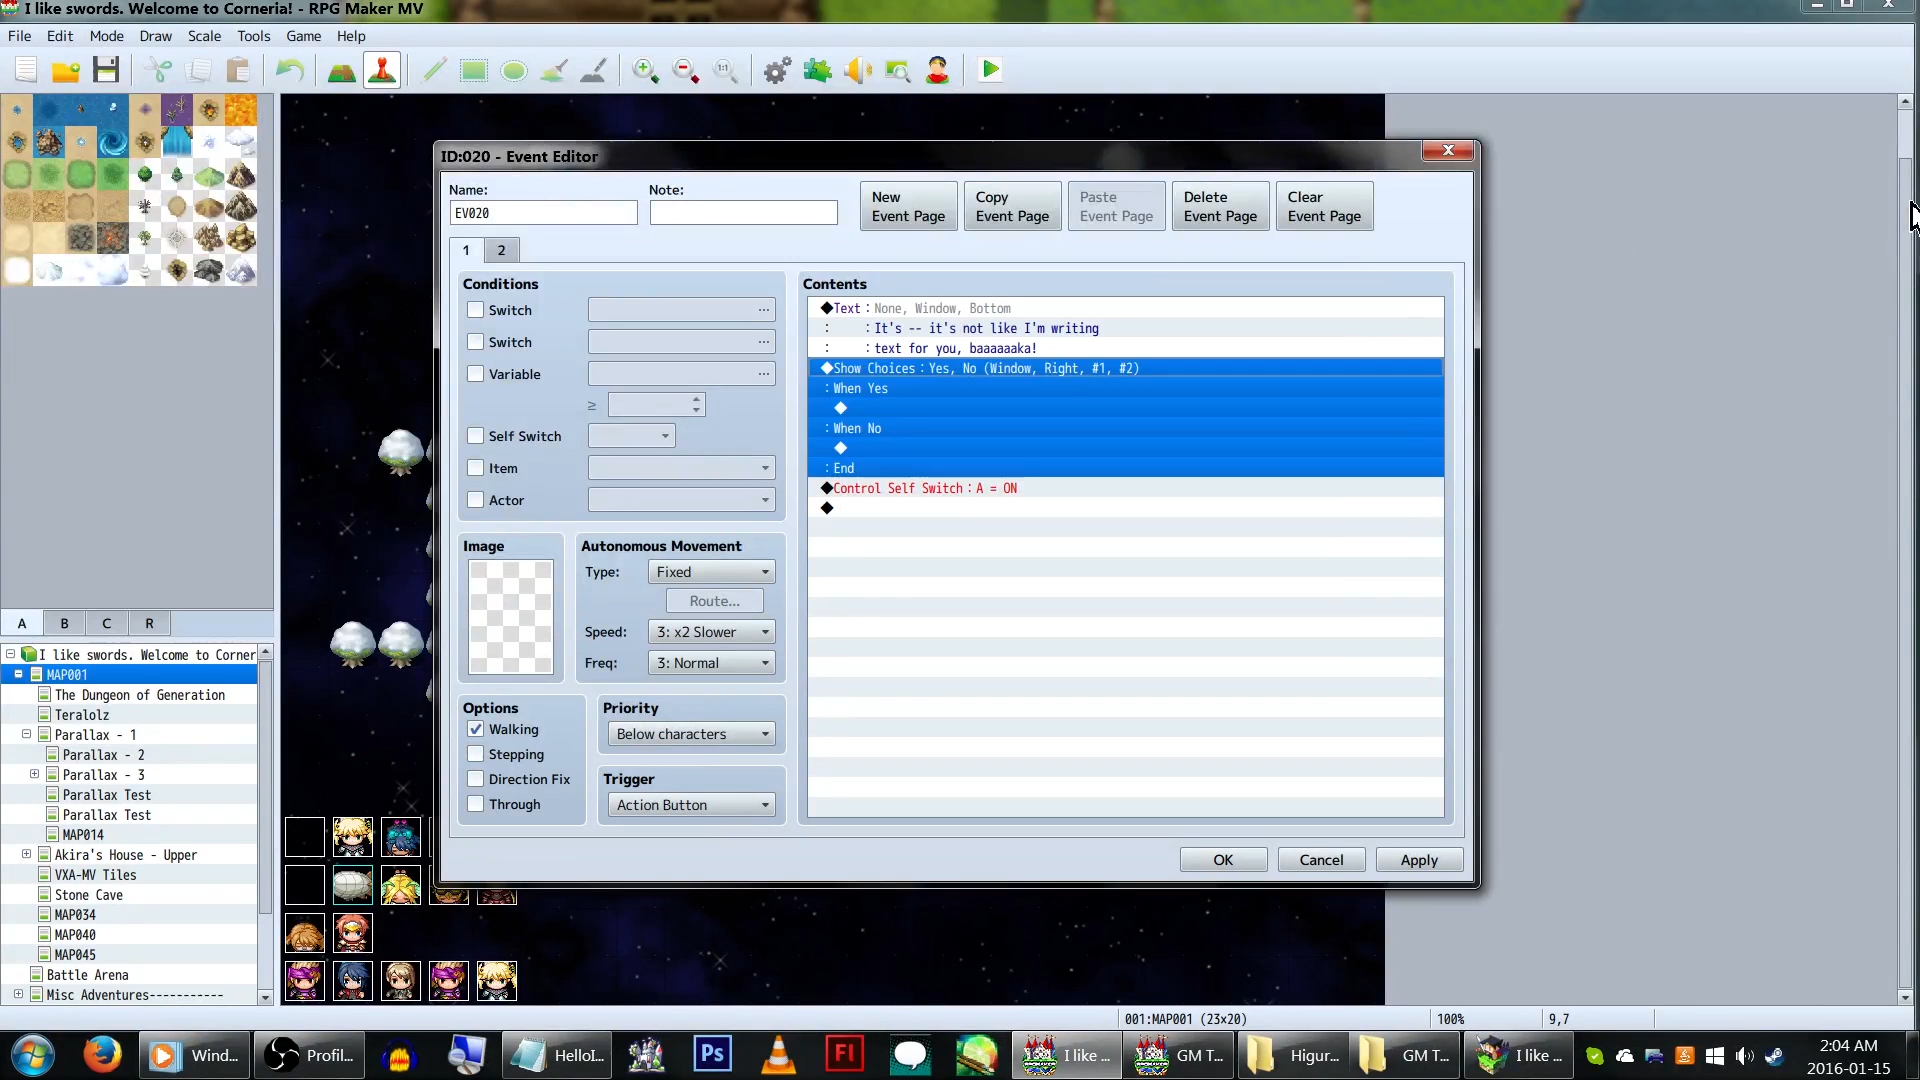 I like swords. Welcome to Corneria! - RPG Maker MV
File Edit Mode Draw Scale Tools Game Help
1:1
ID:020 - Event Editor
Name: Note:
EV020
New Event Page
Copy Event Page
Paste Event Page
Delete Event Page
Clear Event Page
1 2
Conditions
Switch ...
Switch ...
Variable ...
≥
Self Switch
Item
Actor
Image
Autonomous Movement
Type: Fixed
Route...
Speed: 3: x2 Slower
Freq: 3: Normal
Options
Walking
Stepping
Direction Fix
Through
Priority
Below characters
Trigger
Action Button
Contents
◆Text : None, Window, Bottom
: : It's -- it's not like I'm writing
: : text for you, baaaaaaka!
◆Show Choices : Yes, No (Window, Right, #1, #2)
: When Yes
◆
: When No
◆
: End
◆Control Self Switch : A = ON
◆
OK Cancel Apply
A B C R
I like swords. Welcome to Corner
MAP001
The Dungeon of Generation
Teralolz
Parallax - 1
Parallax - 2
Parallax - 3
Parallax Test
Parallax Test
MAP014
Akira's House - Upper
VXA-MV Tiles
Stone Cave
MAP034
MAP040
MAP045
Battle Arena
Misc Adventures-----------
001:MAP001 (23x20) 100% 9,7
Wind... Profil... HelloI... Ps Fl I like ... GM T... Higur... GM T... I like ...
2:04 AM
2016-01-15